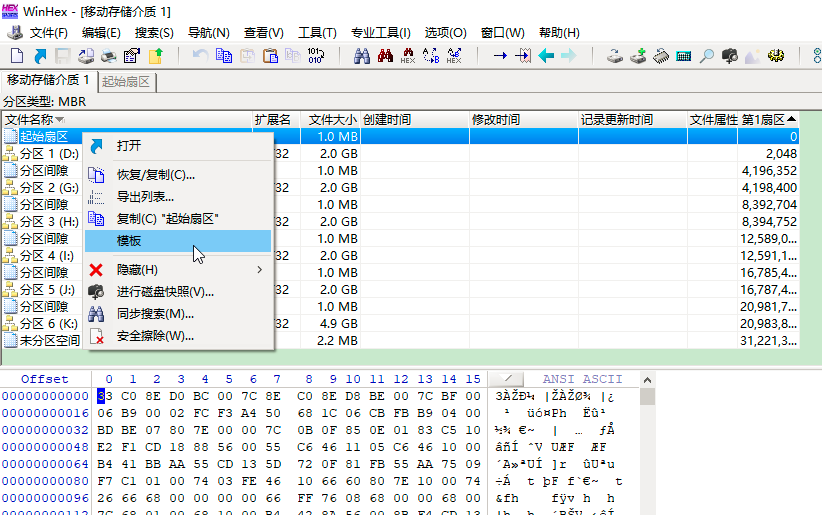 WinHex - [移动存储介质 1]
文件(F) 编辑(E) 搜索(S) 导航(N) 查看(V) 工具(T) 专业工具(I) 选项(O) 窗口(W) 帮助(H)
移动存储介质 1 起始扇区
分区类型: MBR
文件名称 扩展名 文件大小 创建时间 修改时间 记录更新时间 文件属性 第1扇区
起始扇区 1.0 MB 0
分区 1 (D:) 32 2.0 GB 2,048
分区间隙 1.0 MB 4,196,352
分区 2 (G:) 32 2.0 GB 4,198,400
分区间隙 1.0 MB 8,392,704
分区 3 (H:) 32 2.0 GB 8,394,752
分区间隙 1.0 MB 12,589,0...
分区 4 (I:) 32 2.0 GB 12,591,1...
分区间隙 1.0 MB 16,785,4...
分区 5 (J:) 32 2.0 GB 16,787,4...
分区间隙 1.0 MB 20,981,7...
分区 6 (K:) 32 4.9 GB 20,983,8...
未分区空间 2.2 MB 31,221,3...
打开
恢复/复制(C)...
导出列表...
复制(C) "起始扇区"
模板
隐藏(H)
进行磁盘快照(V)...
同步搜索(M)...
安全擦除(W)...
Offset 0 1 2 3 4 5 6 7 8 9 10 11 12 13 14 15 ANSI ASCII
00000000000 33 C0 8E D0 BC 00 7C 8E C0 8E D8 BE 00 7C BF 00 3ÀŽÐ¼ |ŽÀŽØ¾ |¿
00000000016 06 B9 00 02 FC F3 A4 50 68 1C 06 CB FB B9 04 00 ¹ üó¤Ph Ëû¹
00000000032 BD BE 07 80 7E 00 00 7C 0B 0F 85 0E 01 83 C5 10 ½¾ €~ | … ƒÅ
00000000048 E2 F1 CD 18 88 56 00 55 C6 46 11 05 C6 46 10 00 âñÍ ˆV UÆF ÆF
00000000064 B4 41 BB AA 55 CD 13 5D 72 0F 81 FB 55 AA 75 09 ´A»ªUÍ ]r ûUªu
00000000080 F7 C1 01 00 74 03 FE 46 10 66 60 80 7E 10 00 74 ÷Á t þF f`€~ t
00000000096 26 66 68 00 00 00 00 66 FF 76 08 68 00 00 68 00 &fh fÿv h h
00000000112 7C 68 01 00 68 10 00 B4 42 8A 56 00 8B F4 CD 13 |h h ´BŠV ‹ôÍ